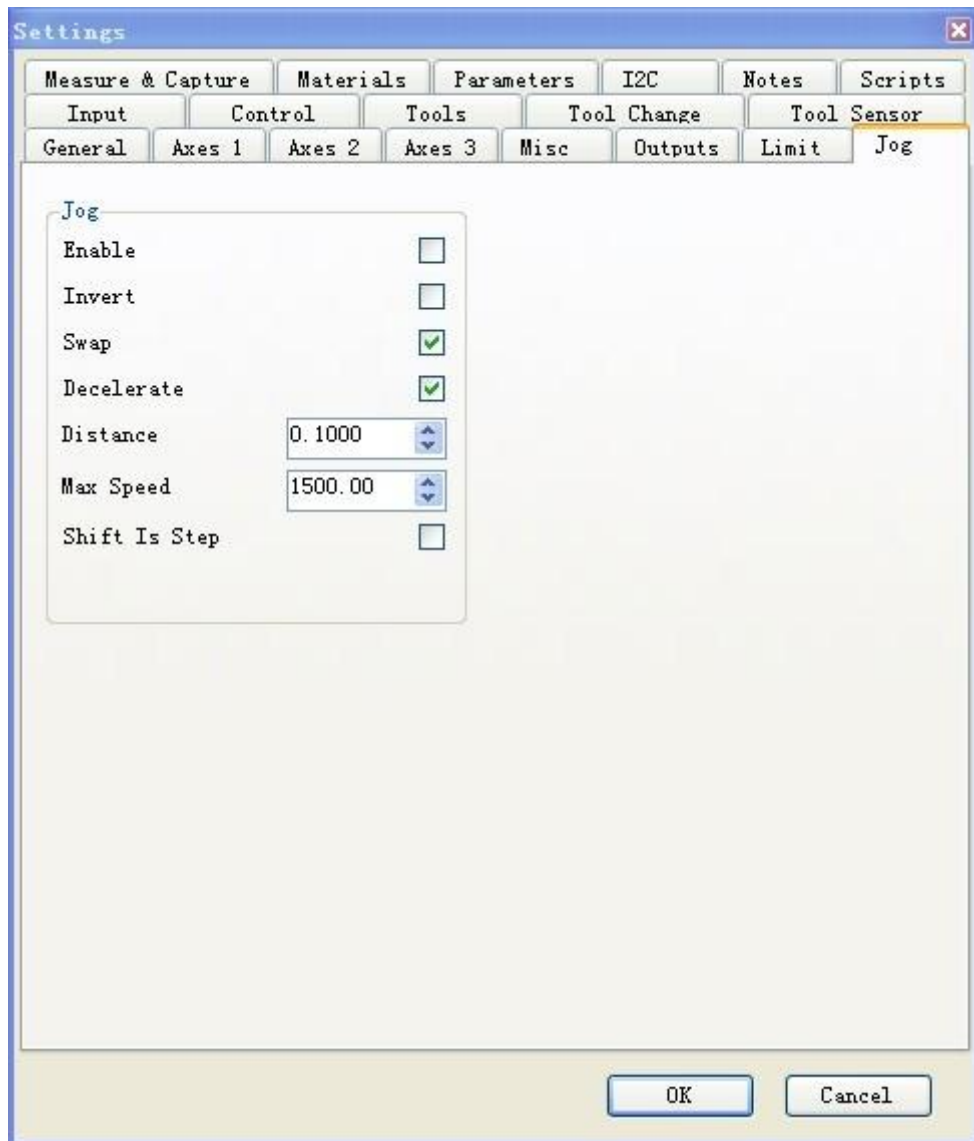 Settings
Measure & Capture Materials Parameters I2C Notes Scripts
Input Control Tools Tool Change Tool Sensor
General Axes 1 Axes 2 Axes 3 Misc Outputs Limit Jog
Jog
Enable
Invert
Swap
Decelerate
Distance 0.1000
Max Speed 1500.00
Shift Is Step
OK Cancel